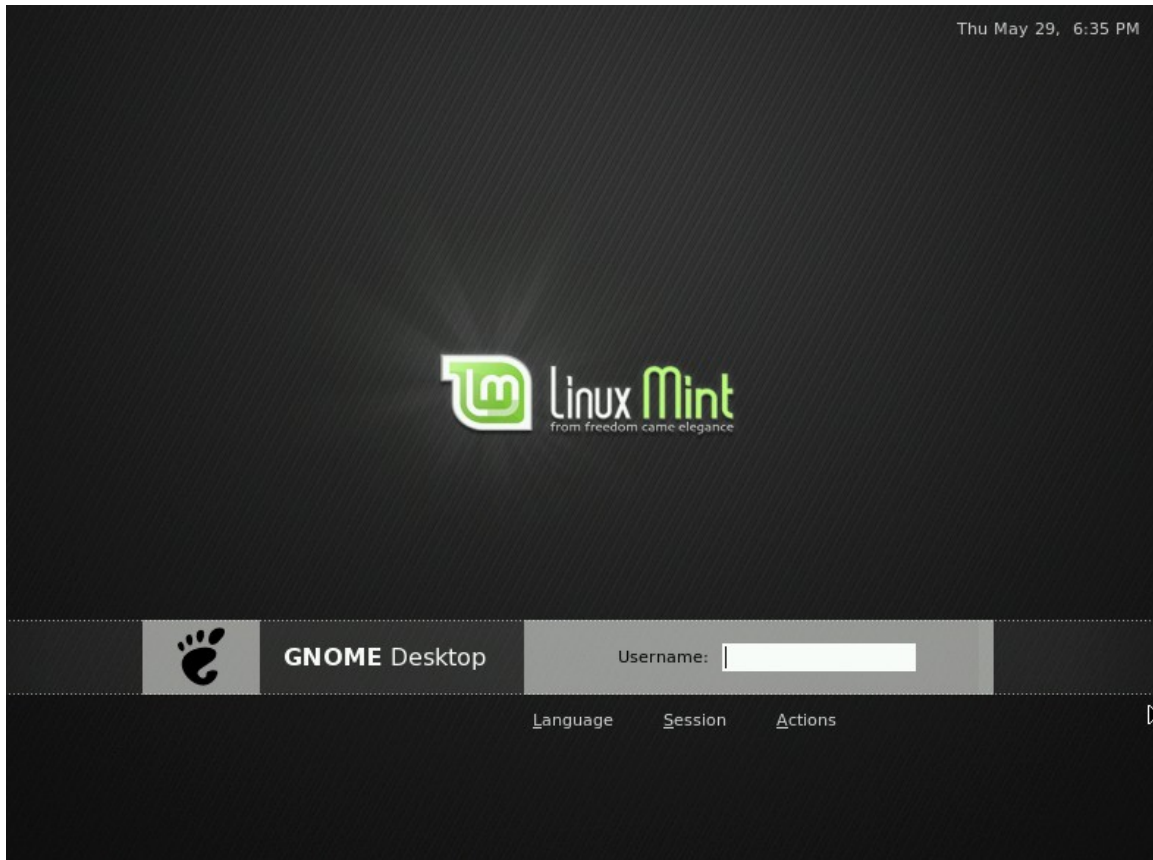 Thu May 29, 6:35 PM
Linux Mint
from freedom came elegance
GNOME Desktop
Username:
Language Session Actions